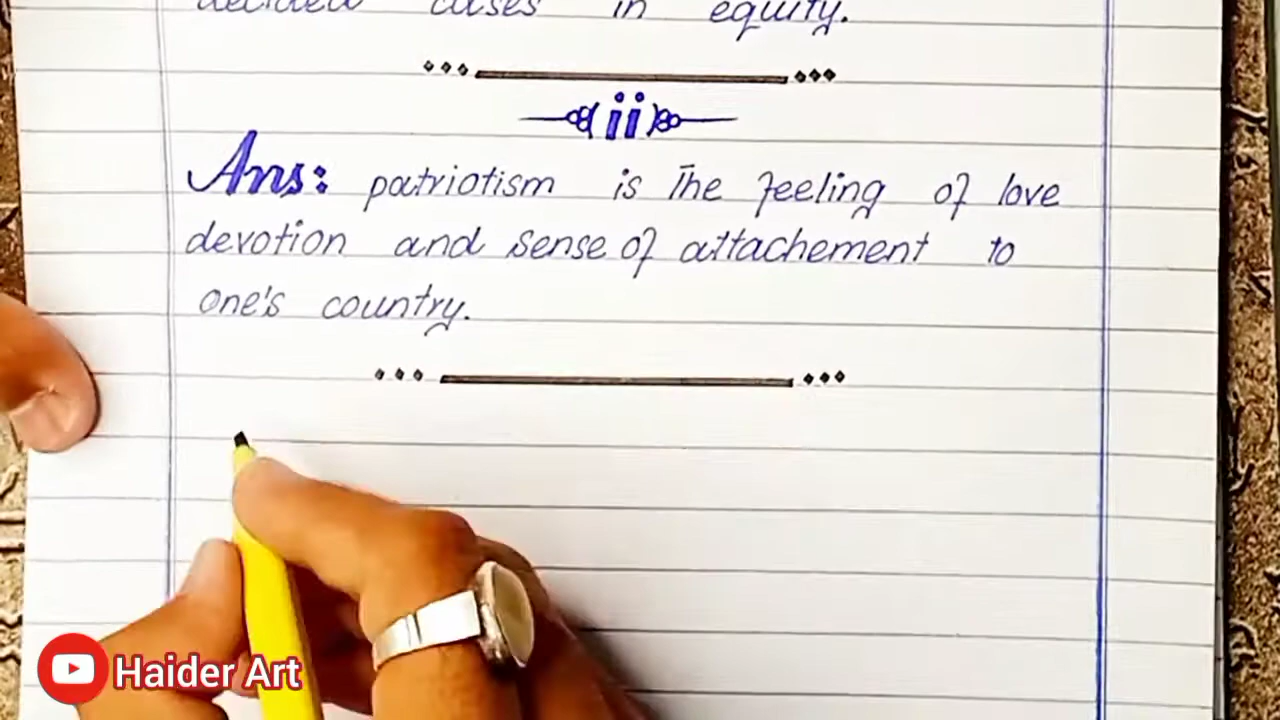 decided cases in equity.
ii
Ans: patriotism is The feeling of love
devotion and sense of attachement to
one's country.
Haider Art